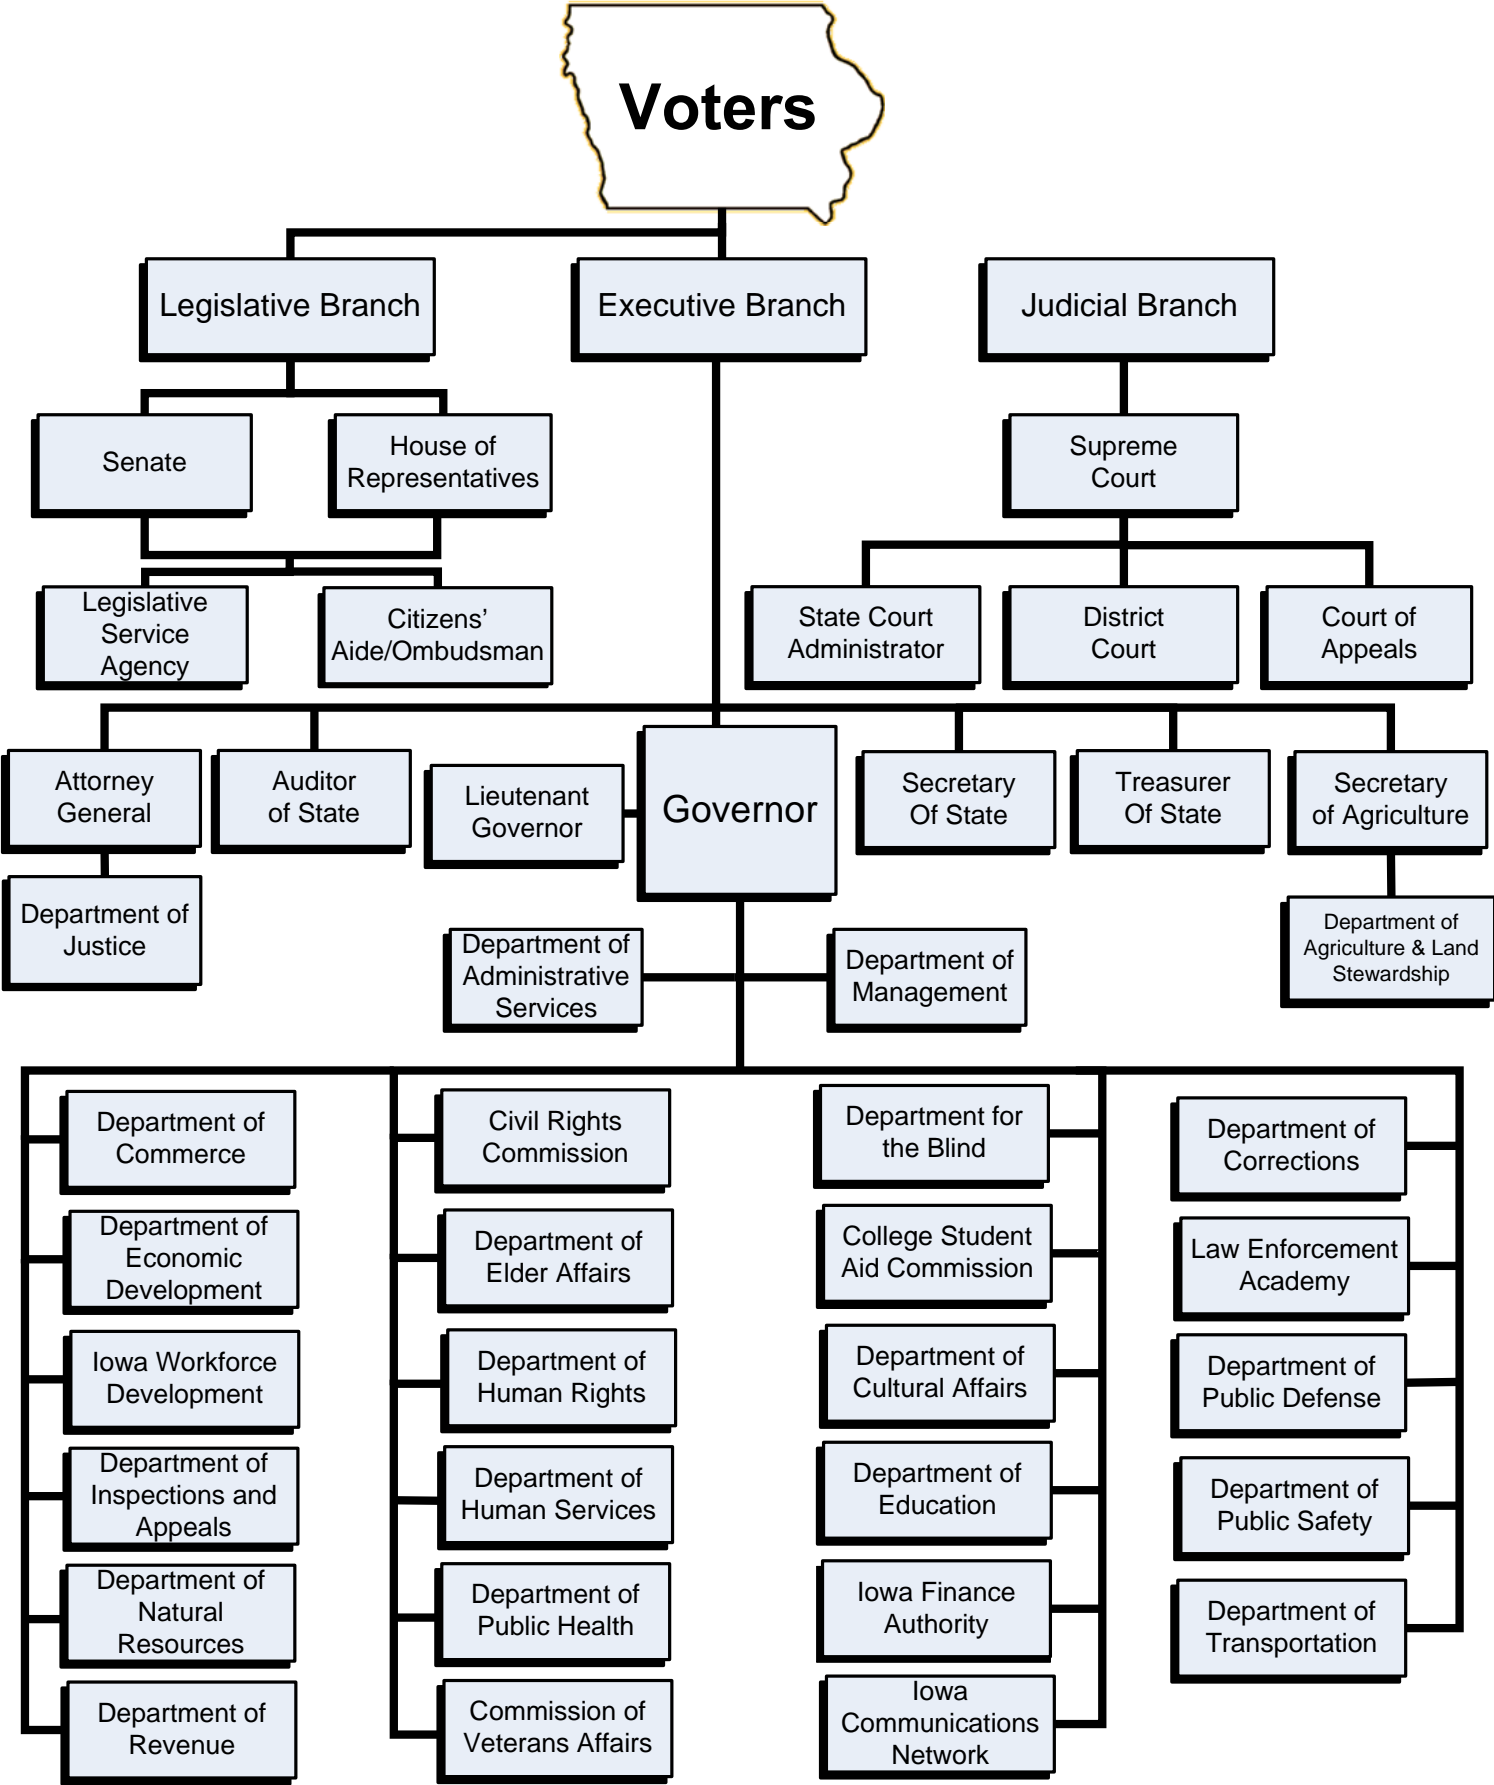 Voters
Legislative Branch
Executive Branch
Judicial Branch
Senate
House of
Representatives
Supreme
Court
Legislative
Service
Agency
Citizens’
Aide/Ombudsman
State Court
Administrator
District
Court
Court of
Appeals
Attorney
General
Auditor
of State
Lieutenant
Governor
Governor
Secretary
Of State
Treasurer
Of State
Secretary
of Agriculture
Department of
Justice
Department of
Administrative
Services
Department of
Management
Department of
Agriculture & Land
Stewardship
Department of
Commerce
Department of
Economic
Development
Iowa Workforce
Development
Department of
Inspections and
Appeals
Department of
Natural
Resources
Department of
Revenue
Civil Rights
Commission
Department of
Elder Affairs
Department of
Human Rights
Department of
Human Services
Department of
Public Health
Commission of
Veterans Affairs
Department for
the Blind
College Student
Aid Commission
Department of
Cultural Affairs
Department of
Education
Iowa Finance
Authority
Iowa
Communications
Network
Department of
Corrections
Law Enforcement
Academy
Department of
Public Defense
Department of
Public Safety
Department of
Transportation